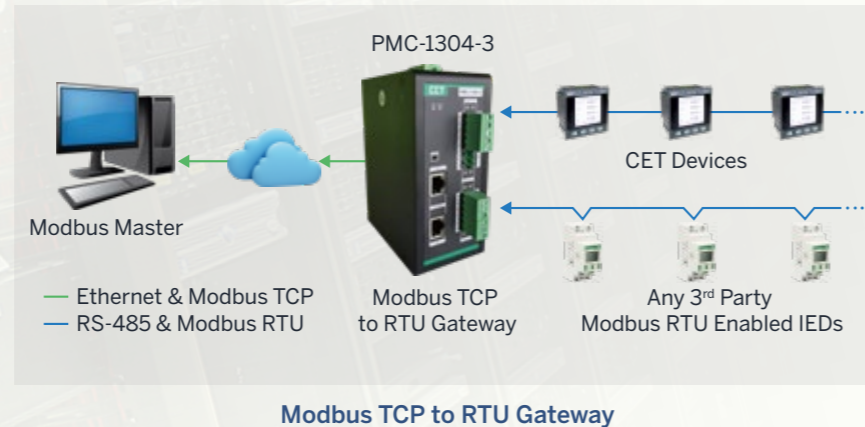 PMC-1304-3
CET
CET Devices
Modbus Master
Ethernet & Modbus TCP
RS-485 & Modbus RTU
Modbus TCP
to RTU Gateway
Any 3rd Party
Modbus RTU Enabled IEDs
Modbus TCP to RTU Gateway